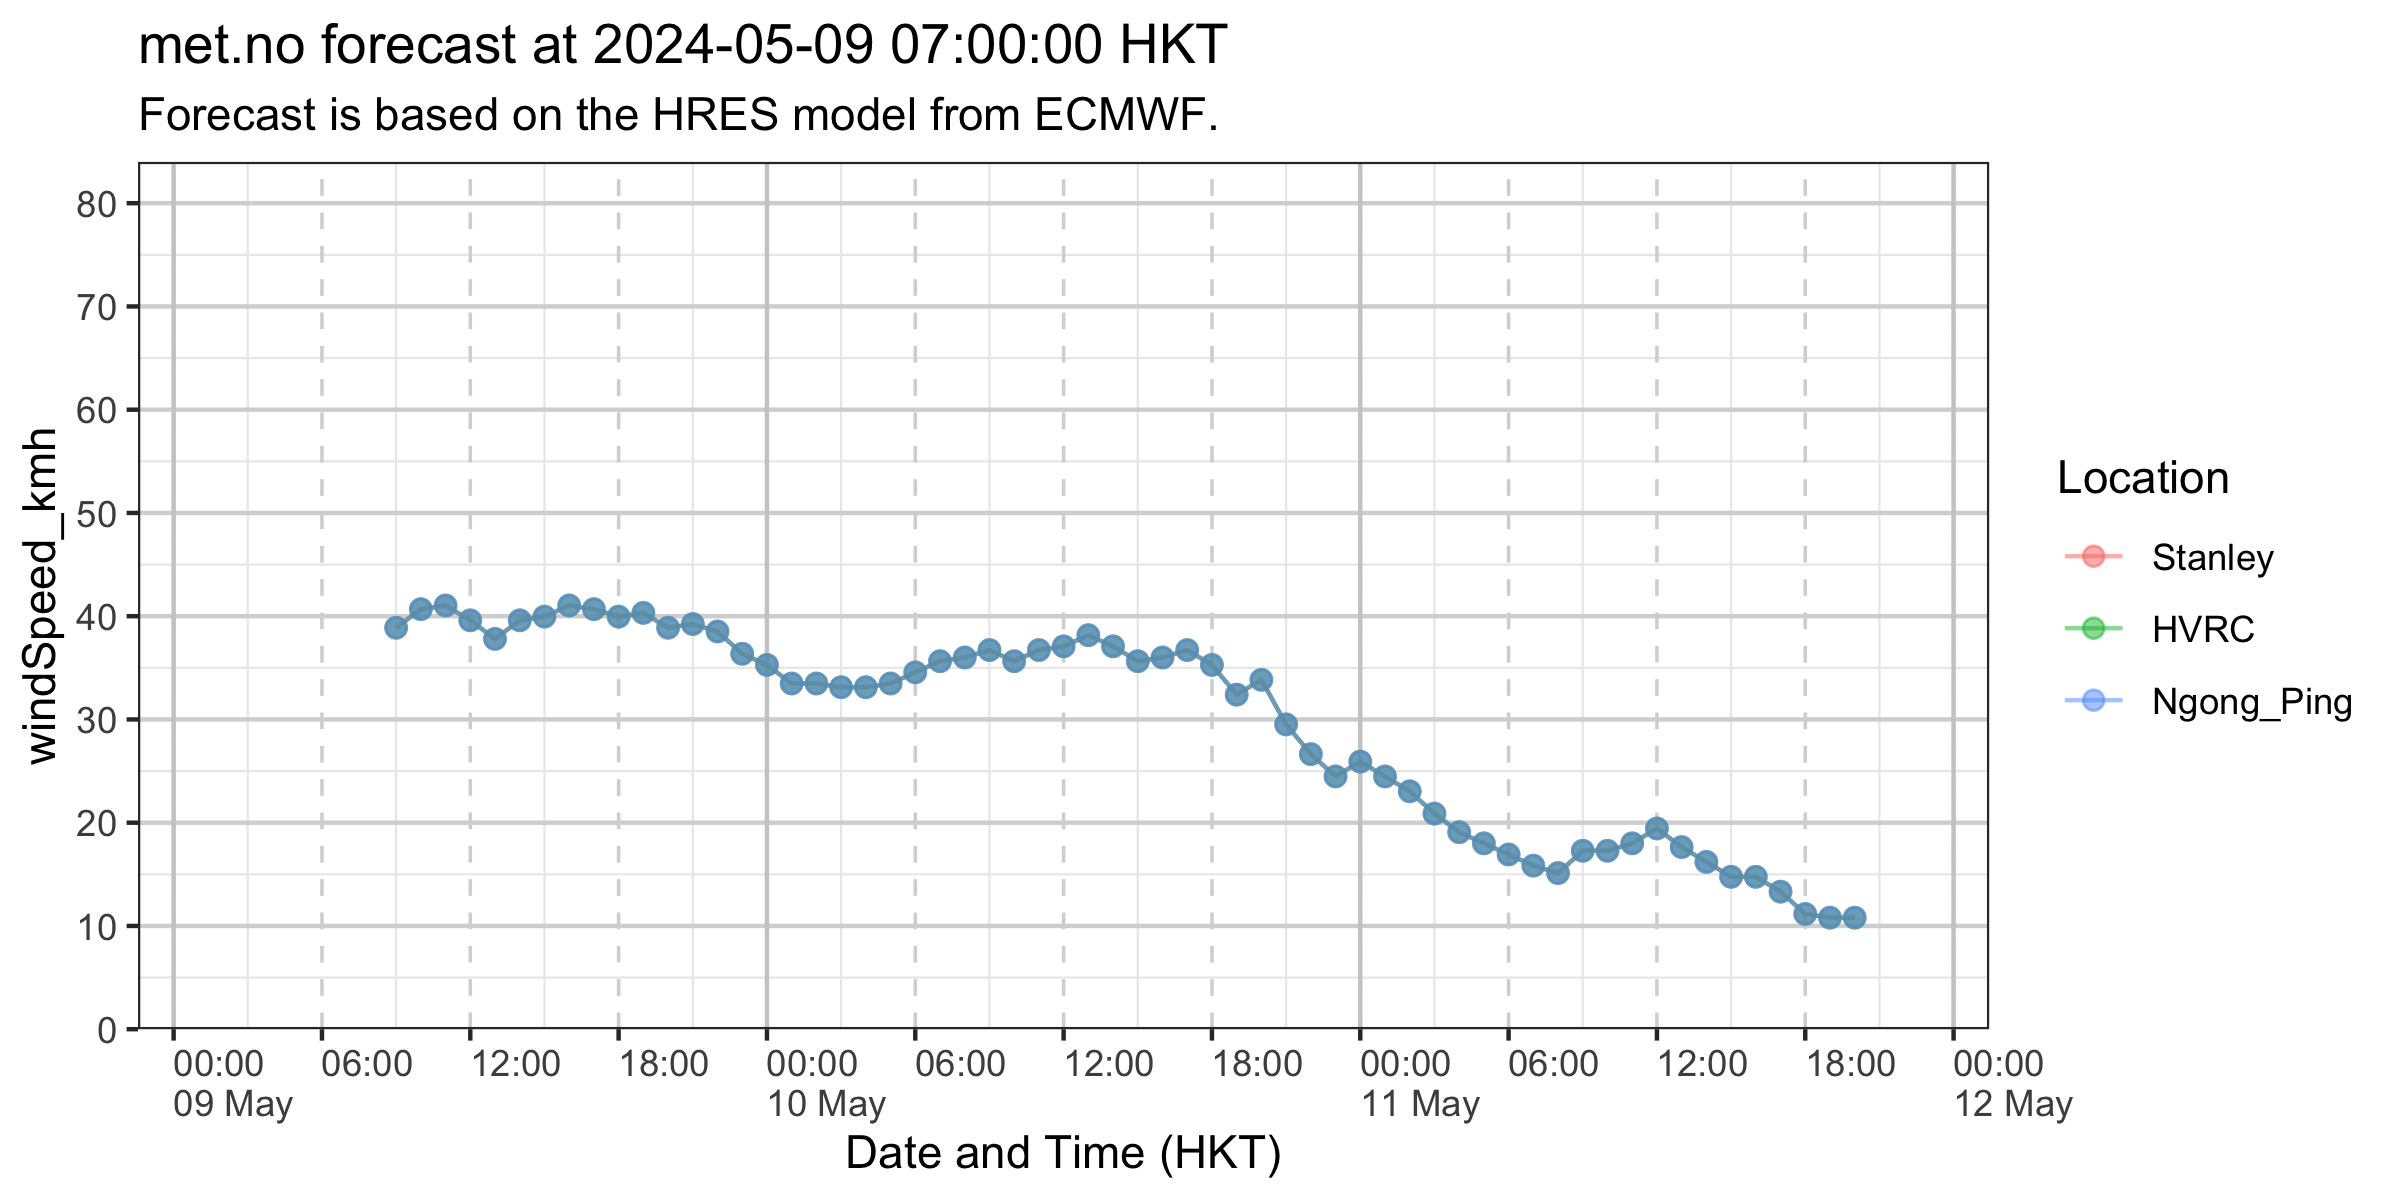 met.no forecast at 2024-05-09 07:00:00 HKT
Forecast is based on the HRES model from ECMWF.
windSpeed_kmh
80
70
60
50
40
30
20
10
0
00:00 06:00 12:00 18:00 00:00 06:00 12:00 18:00 00:00 06:00 12:00 18:00 00:00
09 May 10 May 11 May 12 May
Date and Time (HKT)
Location
Stanley
HVRC
Ngong_Ping